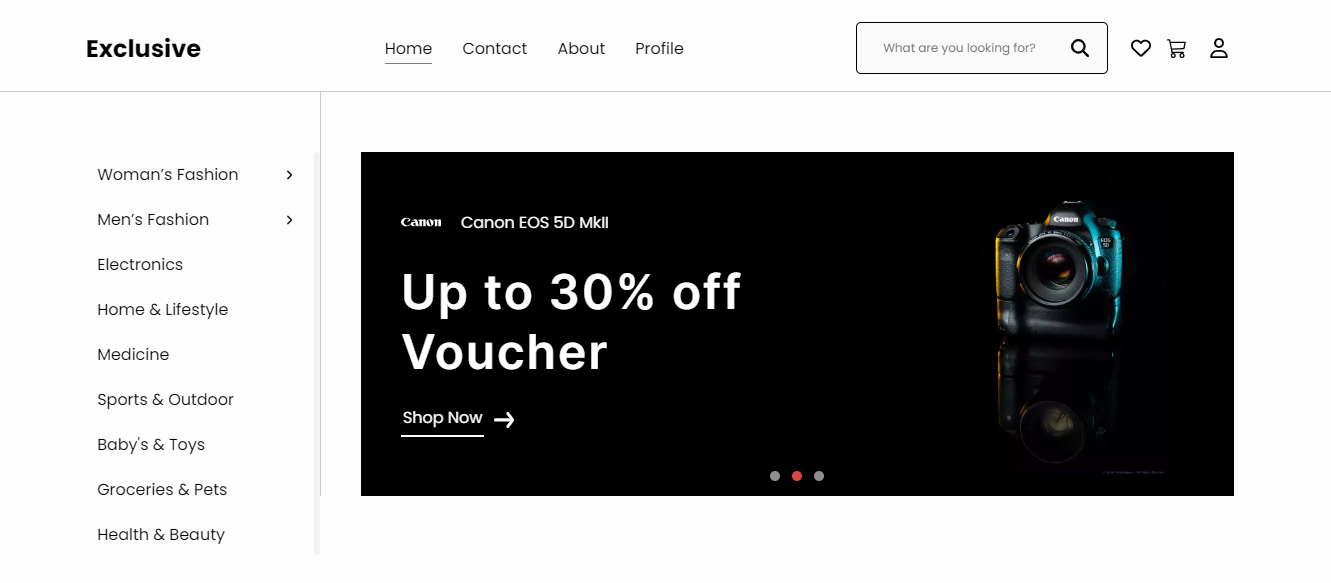 Exclusive
Home Contact About Profile
What are you looking for?
Woman’s Fashion
Men’s Fashion
Electronics
Home & Lifestyle
Medicine
Sports & Outdoor
Baby's & Toys
Groceries & Pets
Health & Beauty
Canon Canon EOS 5D MkII
Up to 30% off
Voucher
Shop Now
Canon
EOS
5D